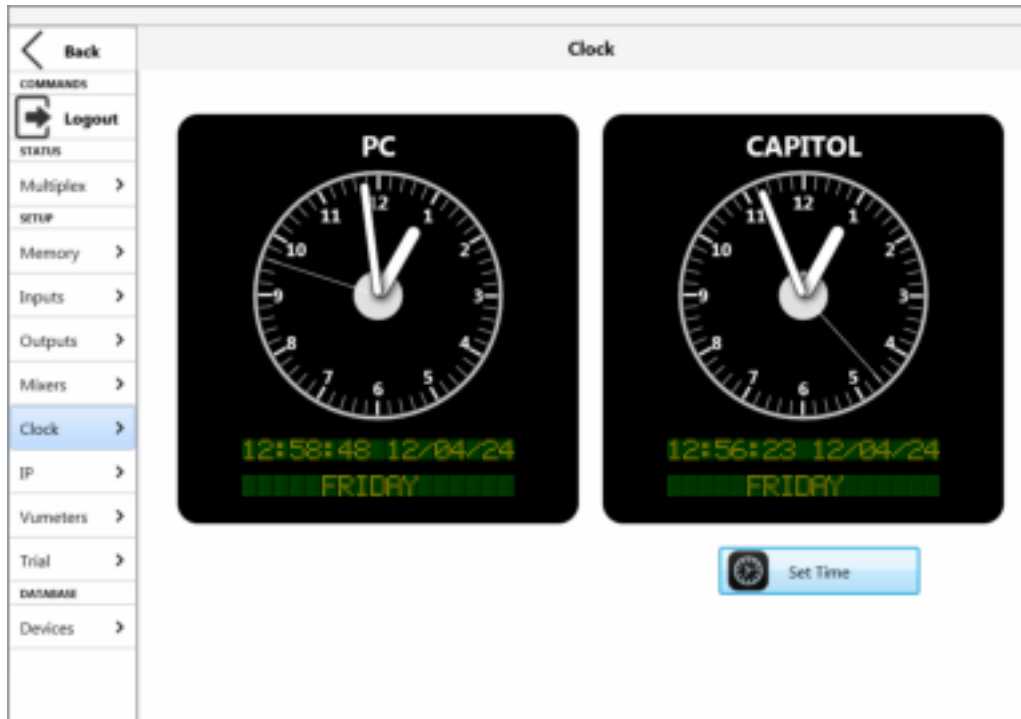 Back
Clock
COMMANDS
Logout
STATUS
Multiplex
SETUP
Memory
Inputs
Outputs
Mixers
Clock
IP
Vumeters
Trial
DATABASE
Devices
PC
12
1
2
3
4
5
6
7
8
9
10
11
12:58:48 12/04/24
FRIDAY
CAPITOL
12
1
2
3
4
5
6
7
8
9
10
11
12:56:23 12/04/24
FRIDAY
Set Time